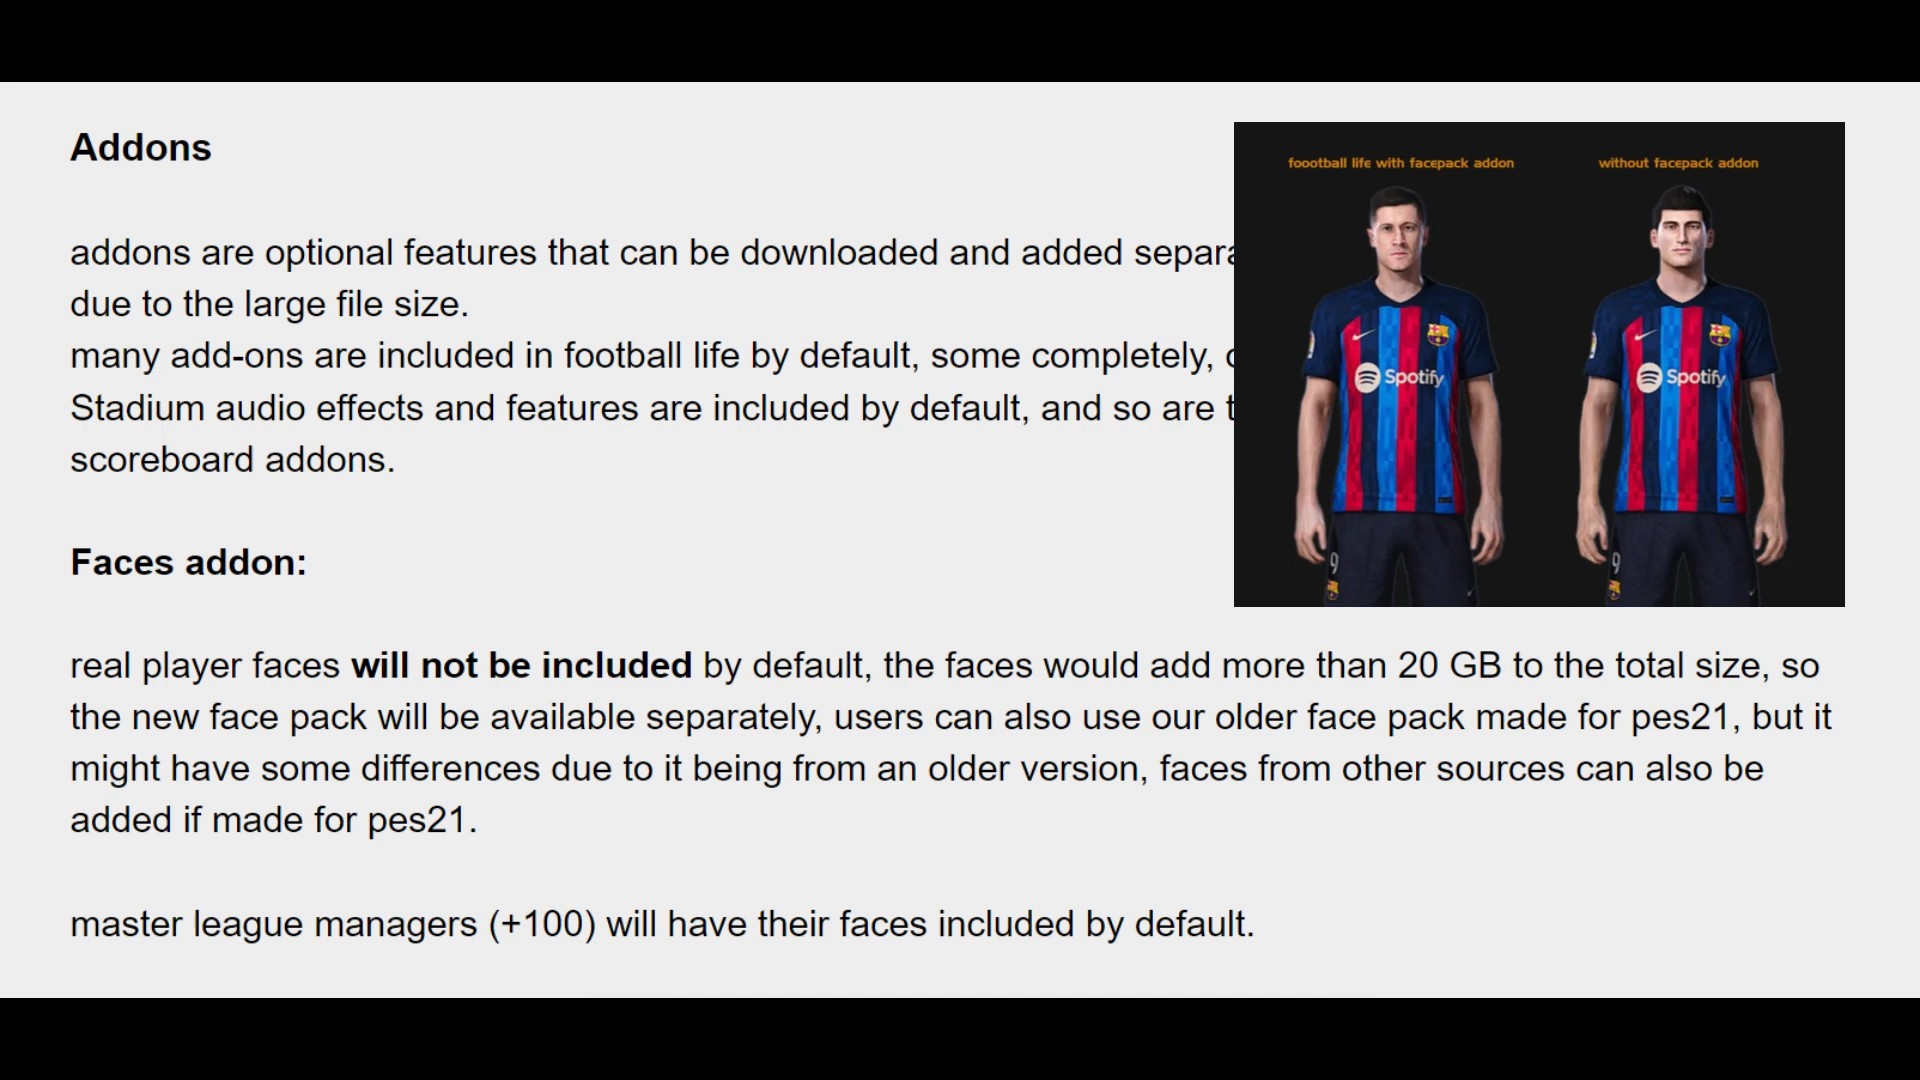 Addons
foootball life with facepack addon
without facepack addon
addons are optional features that can be downloaded and added
due to the large file size.
many add-ons are included in football life by default, some completely,
Stadium audio effects and features are included by default, and so are
scoreboard addons.
Spotify
Spotify
9
9
Faces addon:
real player faces will not be included by default, the faces would add more than 20 GB to the total size, so
the new face pack will be available separately, users can also use our older face pack made for pes21, but it
might have some differences due to it being from an older version, faces from other sources can also be
added if made for pes21.
master league managers (+100) will have their faces included by default.